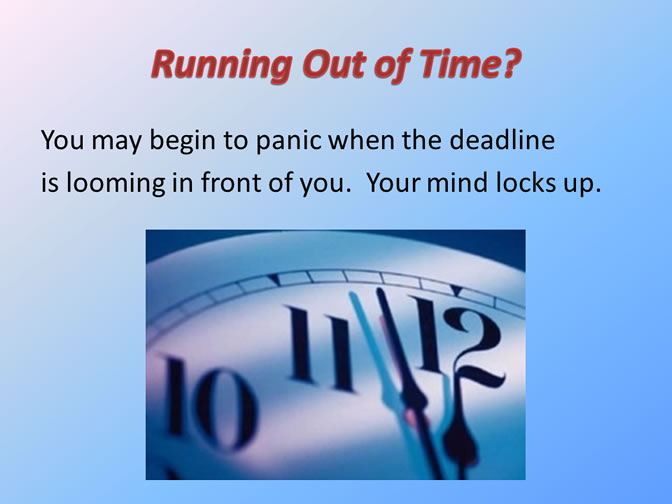 Running Out of Time?
You may begin to panic when the deadline
is looming in front of you.  Your mind locks up.
10 11 12